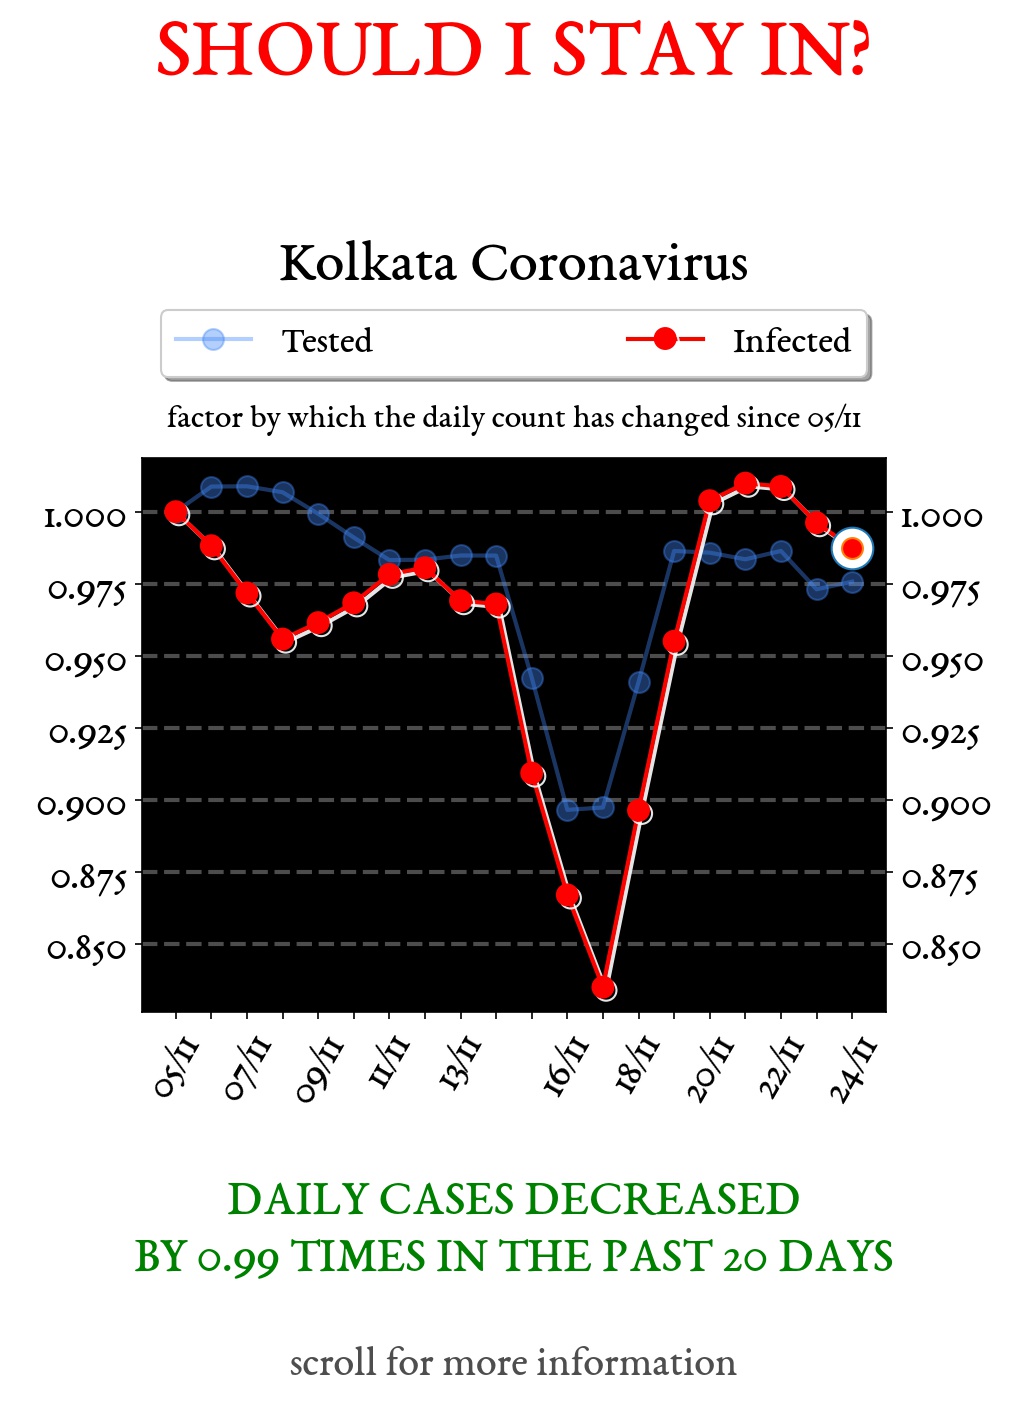 SHOULD I STAY IN?
Kolkata Coronavirus
Tested Infected
factor by which the daily count has changed since 05/11
1.000 1.000
0.975 0.975
0.950 0.950
0.925 0.925
0.900 0.900
0.875 0.875
0.850 0.850
05/11 07/11 09/11 11/11 13/11 16/11 18/11 20/11 22/11 24/11
DAILY CASES DECREASED
BY 0.99 TIMES IN THE PAST 20 DAYS
scroll for more information